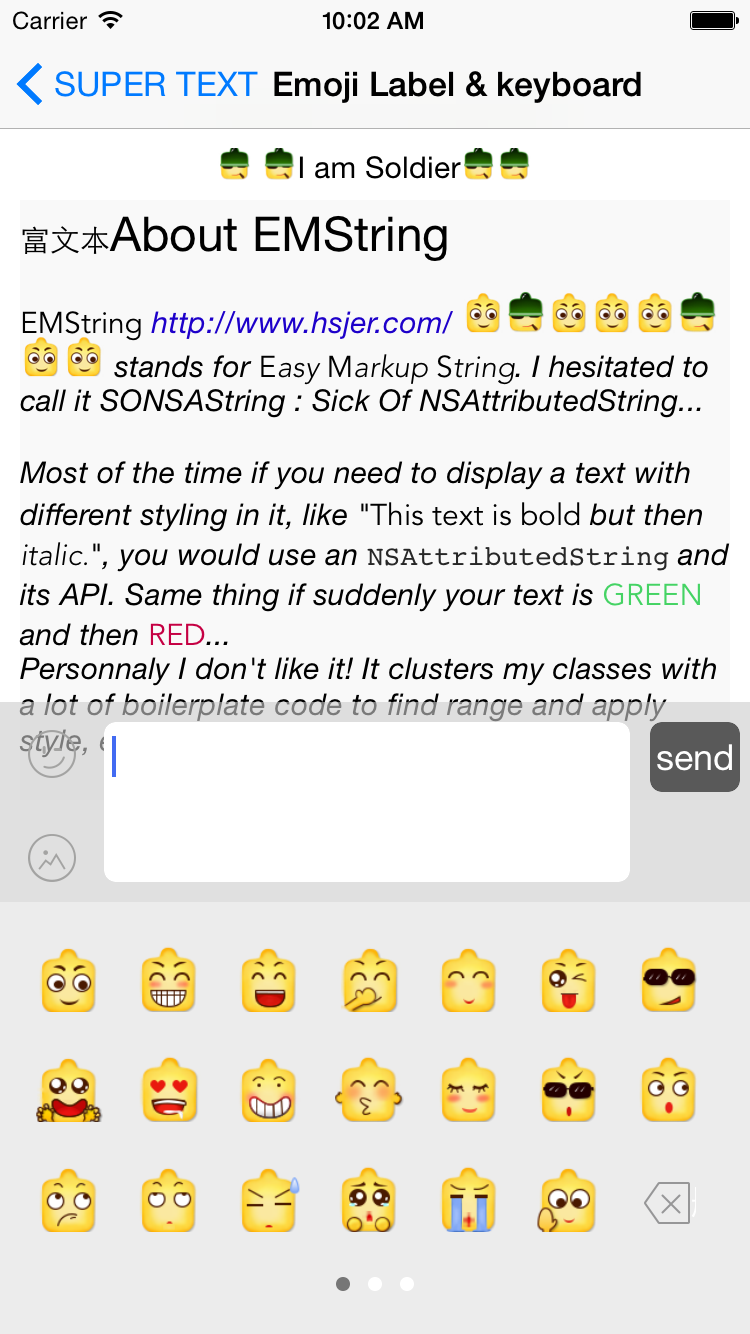 Carrier 10:02 AM
SUPER TEXT Emoji Label & keyboard
I am Soldier
富文本About EMString
EMString http://www.hsjer.com/
stands for Easy Markup String. I hesitated to
call it SONSAString : Sick Of NSAttributedString...
Most of the time if you need to display a text with
different styling in it, like "This text is bold but then
italic.", you would use an NSAttributedString and
its API. Same thing if suddenly your text is GREEN
and then RED...
Personnaly I don't like it! It clusters my classes with
a lot of boilerplate code to find range and apply
style,
send